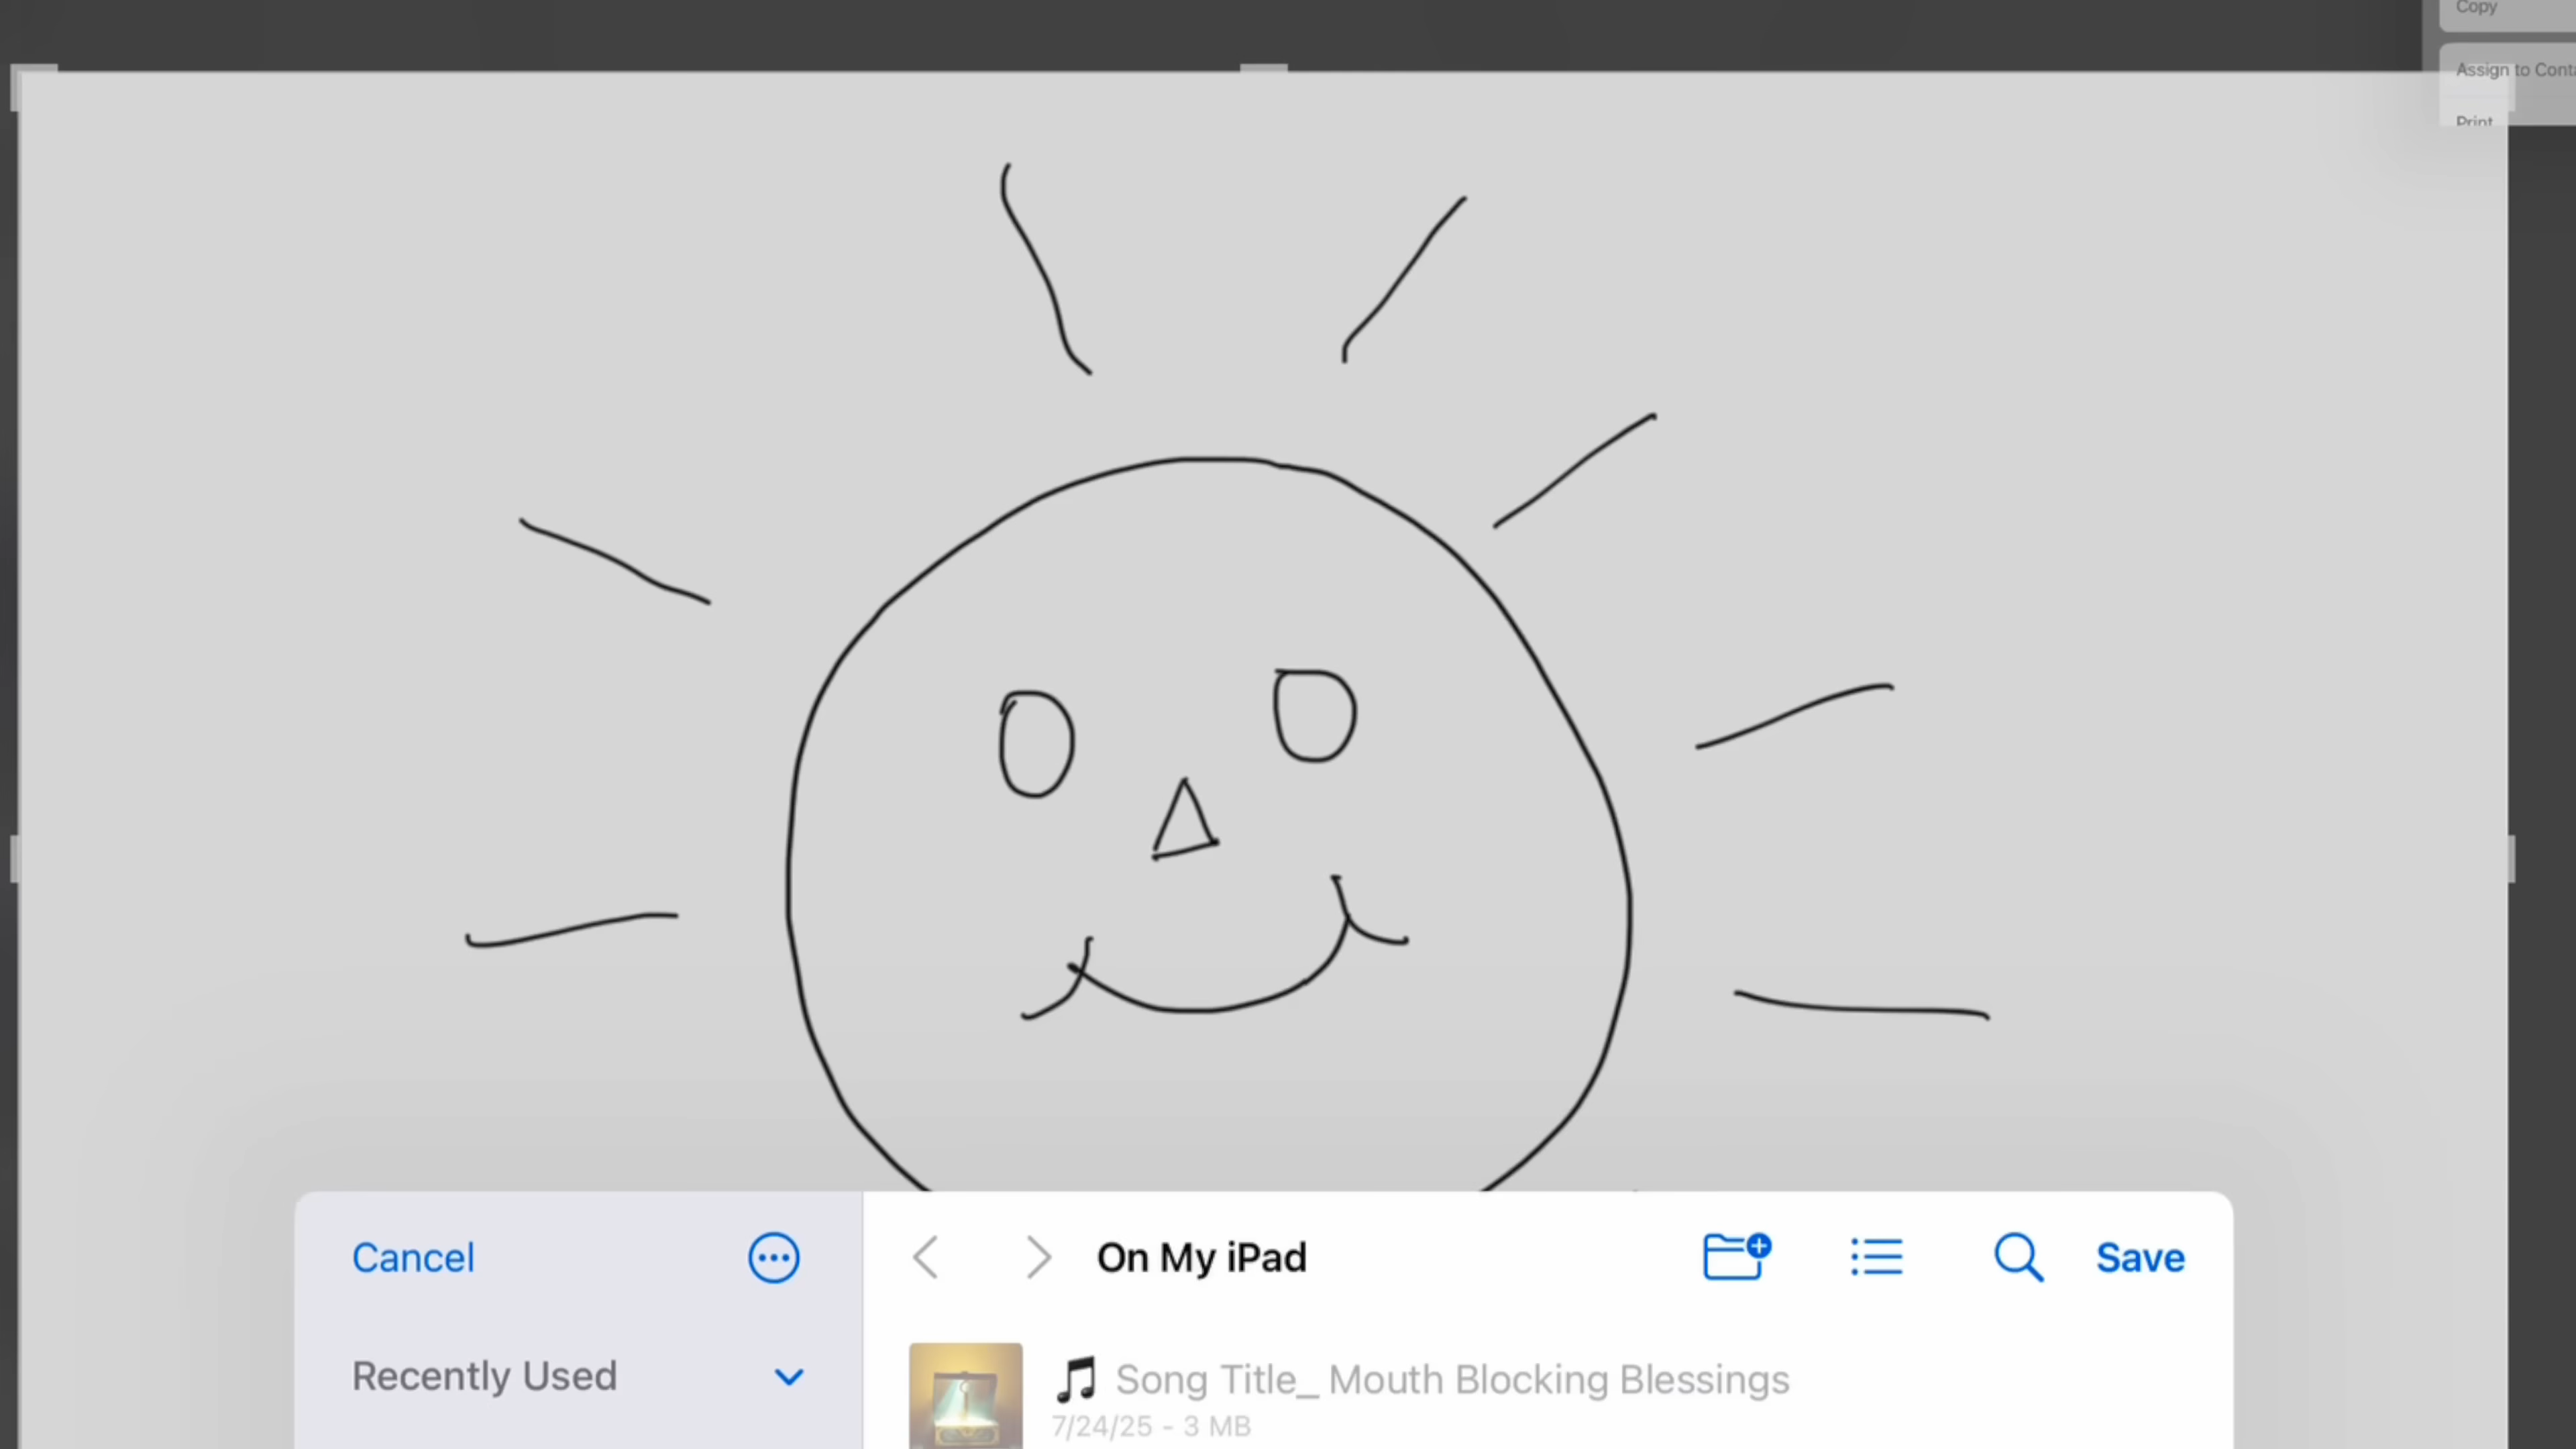 Copy
Assign to Conta
Print
Cancel
On My iPad
Save
Recently Used
Song Title_ Mouth Blocking Blessings
7/24/25 - 3 MB